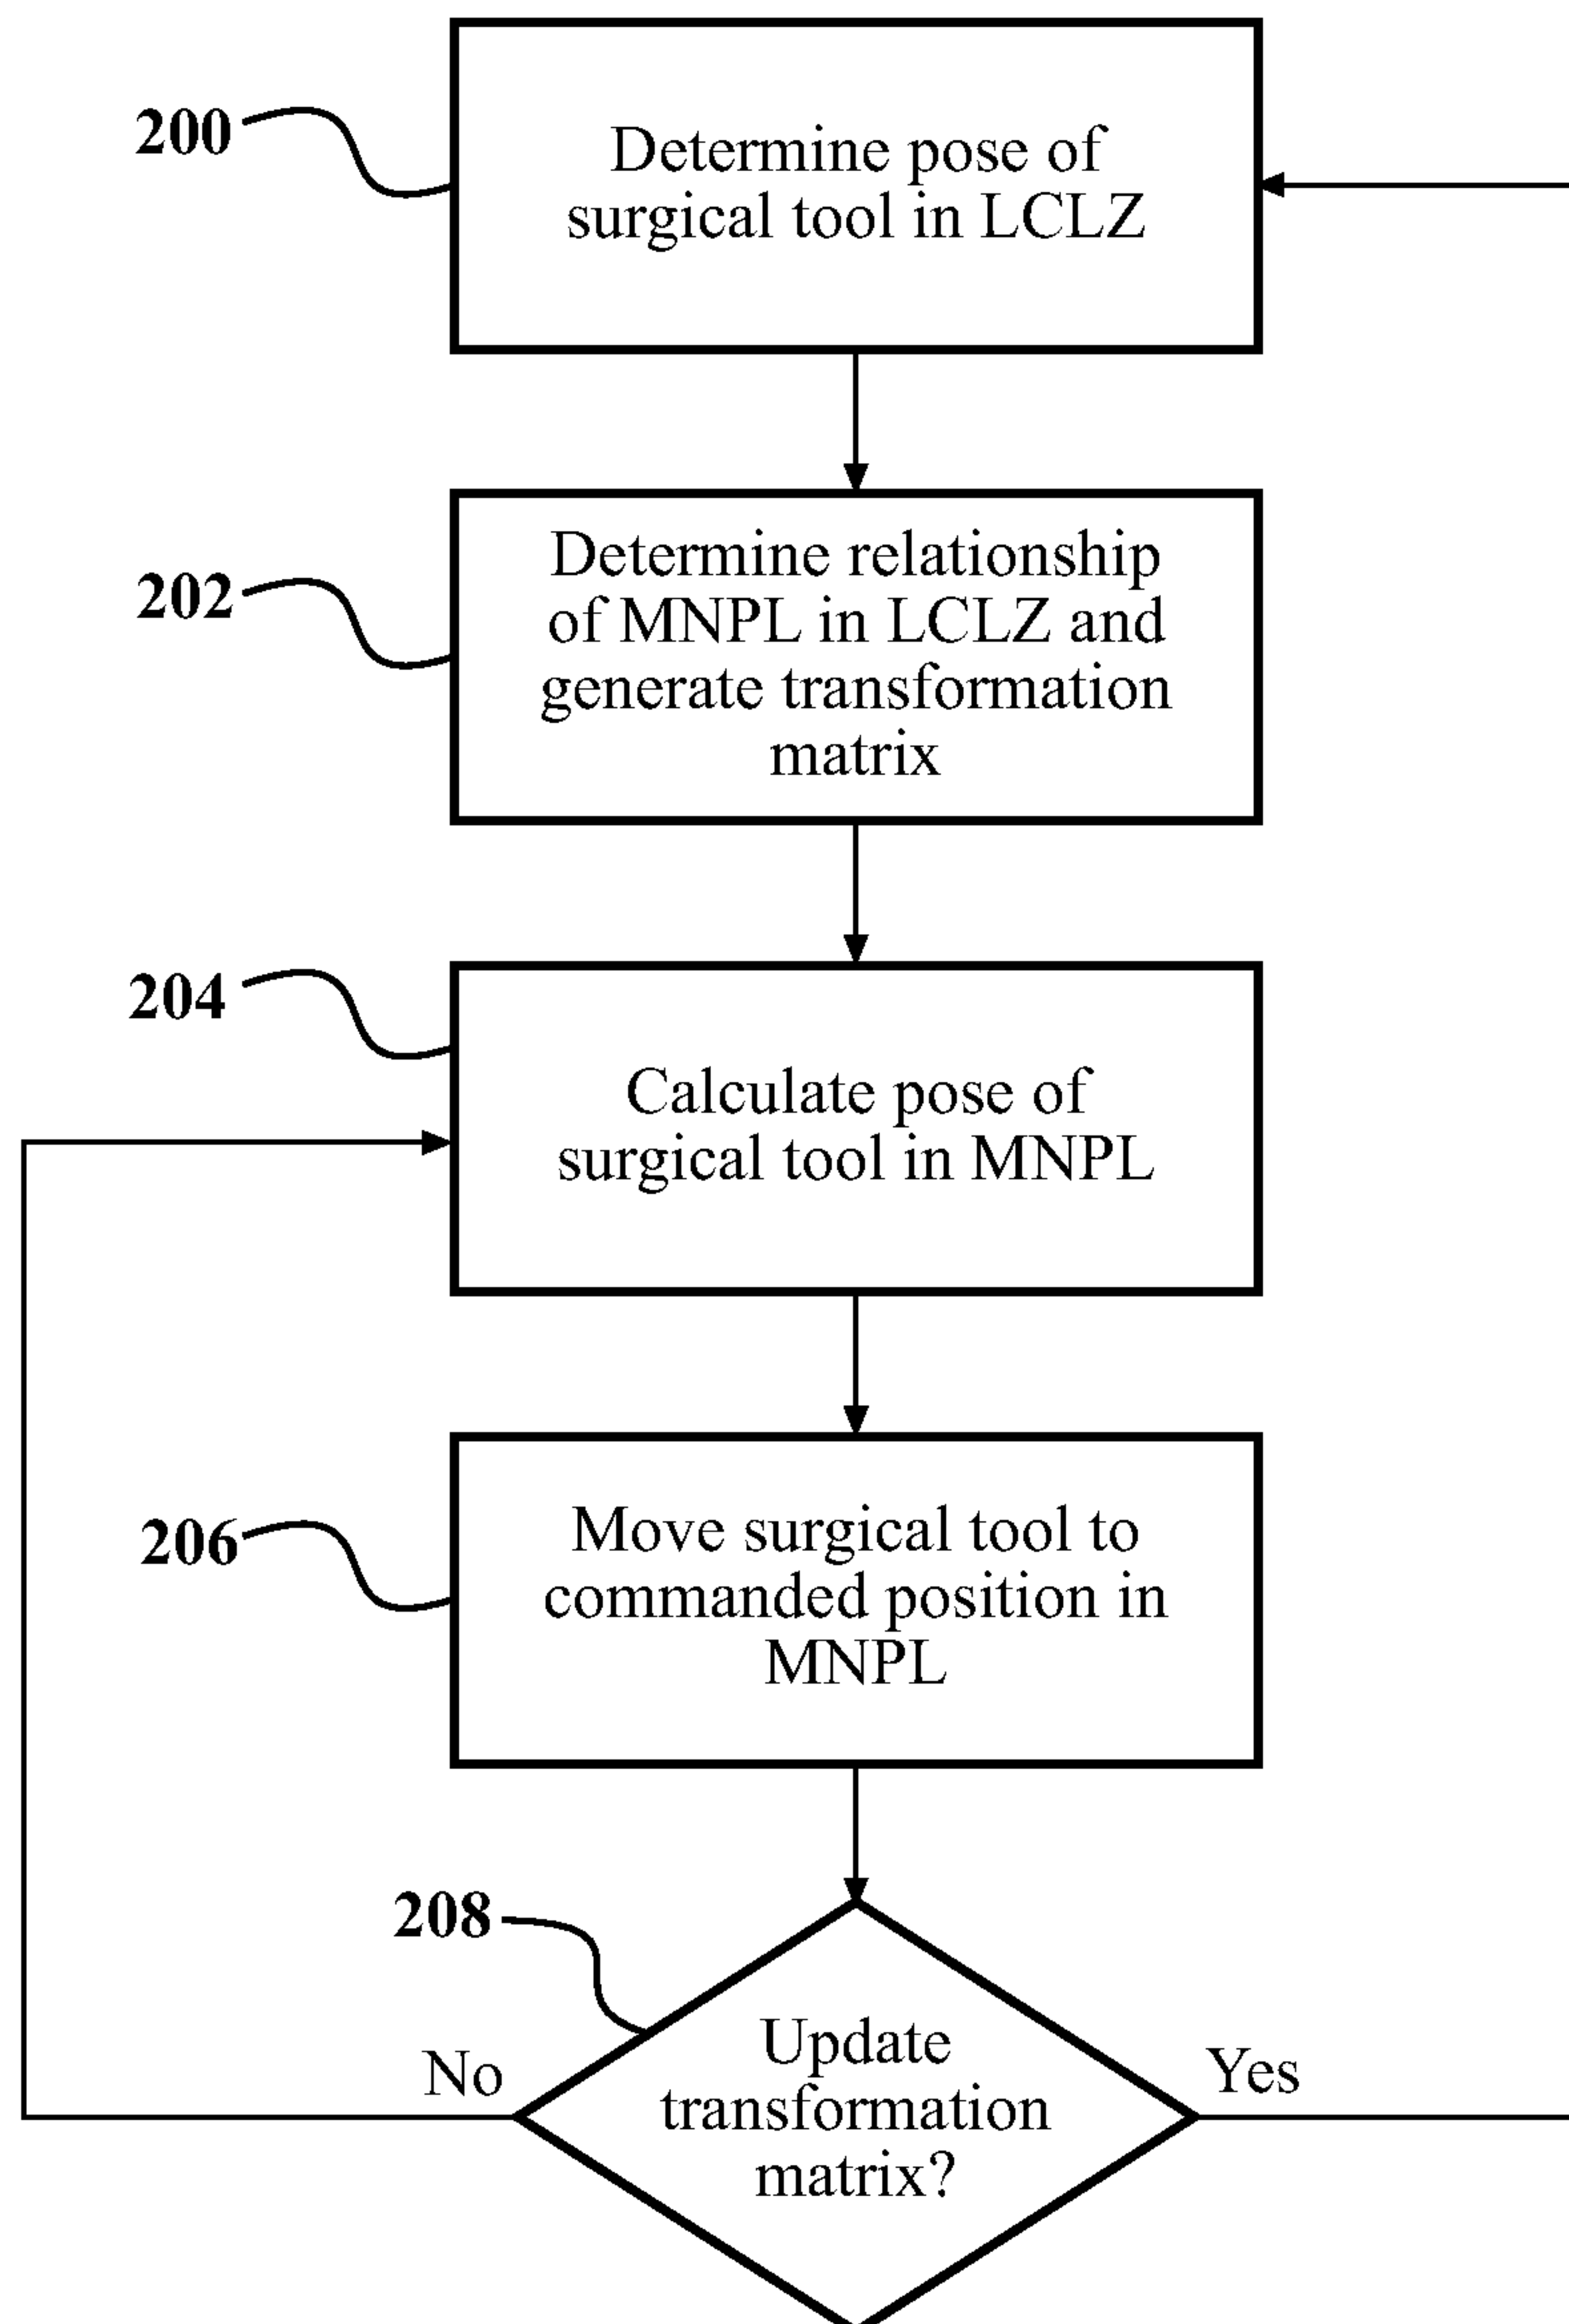 200
Determine pose of
surgical tool in LCLZ
202
Determine relationship
of MNPL in LCLZ and
generate transformation
matrix
204
Calculate pose of
surgical tool in MNPL
206
Move surgical tool to
commanded position in
MNPL
208
No
Update
transformation
matrix?
Yes